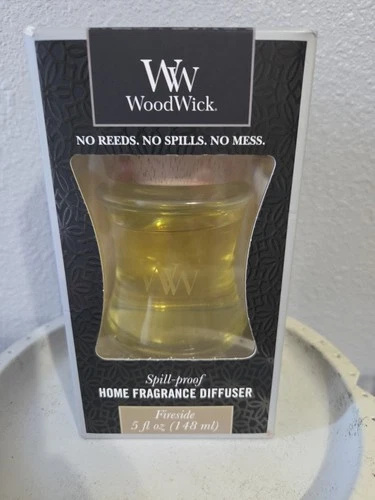 WW
WoodWick.
NO REEDS. NO SPILLS. NO MESS.
WW
Spill-proof
HOME FRAGRANCE DIFFUSER
Fireside
5 fl oz (148 ml)